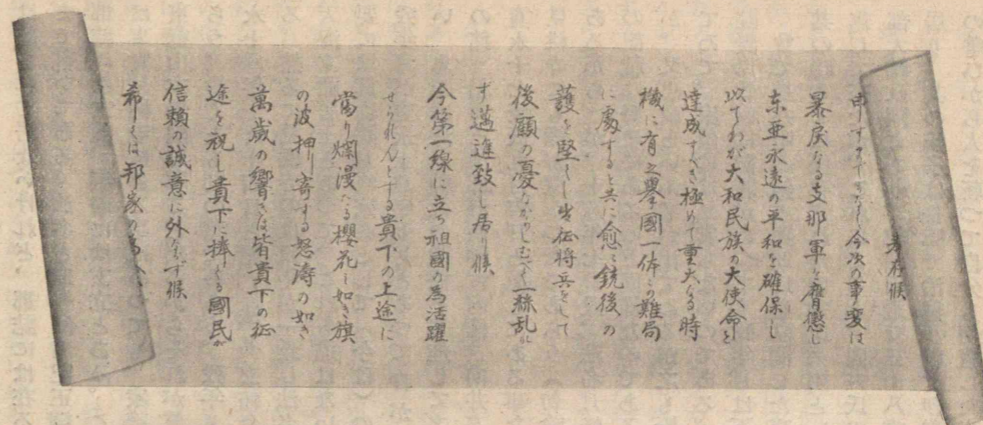 存候
申すまでもなく今次の事変は
暴戻なる支那軍を膺懲し
东亜永遠の平和を確保し
以てわが大和民族の大使命を
達成すべき極めて重大なる時
機に有之擧國一体この難局
に處すると共に愈々銃後の
護を堅くし出征将兵をして
後顧の憂なからしむべく一絲乱れ
ず邁進致し居り候
今第一線に立ち祖國の為活躍
せられんとする貴下の上途に
當り爛漫たる櫻花の如き旗
の波押し寄する怒濤の如き
萬歳の響きは皆貴下の征
途を祝し貴下に捧ぐる國民が
信頼の誠意に外ならず候
希くは邦家の為